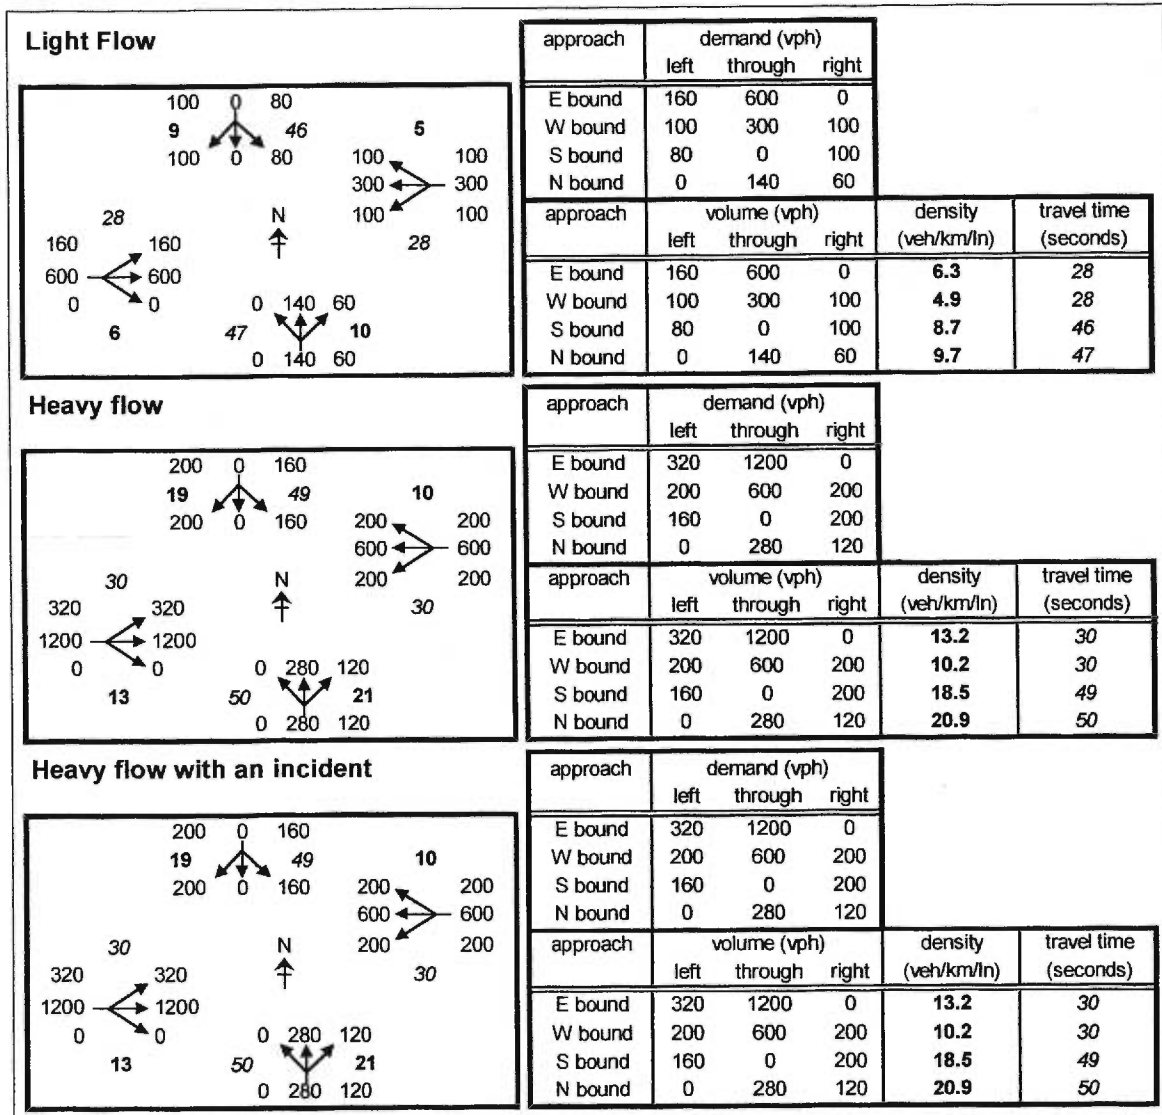 Light Flow
100 0 80
9 46
100 0 80
5
100 100
300 300
100 100
28
28
160 160
600 600
0 0
6
N
0 140 60
47 10
0 140 60
approach demand (vph)
left through right
E bound 160 600 0
W bound 100 300 100
S bound 80 0 100
N bound 0 140 60
approach volume (vph) density travel time
left through right (veh/km/ln) (seconds)
E bound 160 600 0 6.3 28
W bound 100 300 100 4.9 28
S bound 80 0 100 8.7 46
N bound 0 140 60 9.7 47
Heavy flow
200 0 160
19 49
200 0 160
10
200 200
600 600
200 200
30
30
320 320
1200 1200
0 0
13
N
0 280 120
50 21
0 280 120
approach demand (vph)
left through right
E bound 320 1200 0
W bound 200 600 200
S bound 160 0 200
N bound 0 280 120
approach volume (vph) density travel time
left through right (veh/km/ln) (seconds)
E bound 320 1200 0 13.2 30
W bound 200 600 200 10.2 30
S bound 160 0 200 18.5 49
N bound 0 280 120 20.9 50
Heavy flow with an incident
200 0 160
19 49
200 0 160
10
200 200
600 600
200 200
30
30
320 320
1200 1200
0 0
13
N
0 280 120
50 21
0 280 120
approach demand (vph)
left through right
E bound 320 1200 0
W bound 200 600 200
S bound 160 0 200
N bound 0 280 120
approach volume (vph) density travel time
left through right (veh/km/ln) (seconds)
E bound 320 1200 0 13.2 30
W bound 200 600 200 10.2 30
S bound 160 0 200 18.5 49
N bound 0 280 120 20.9 50